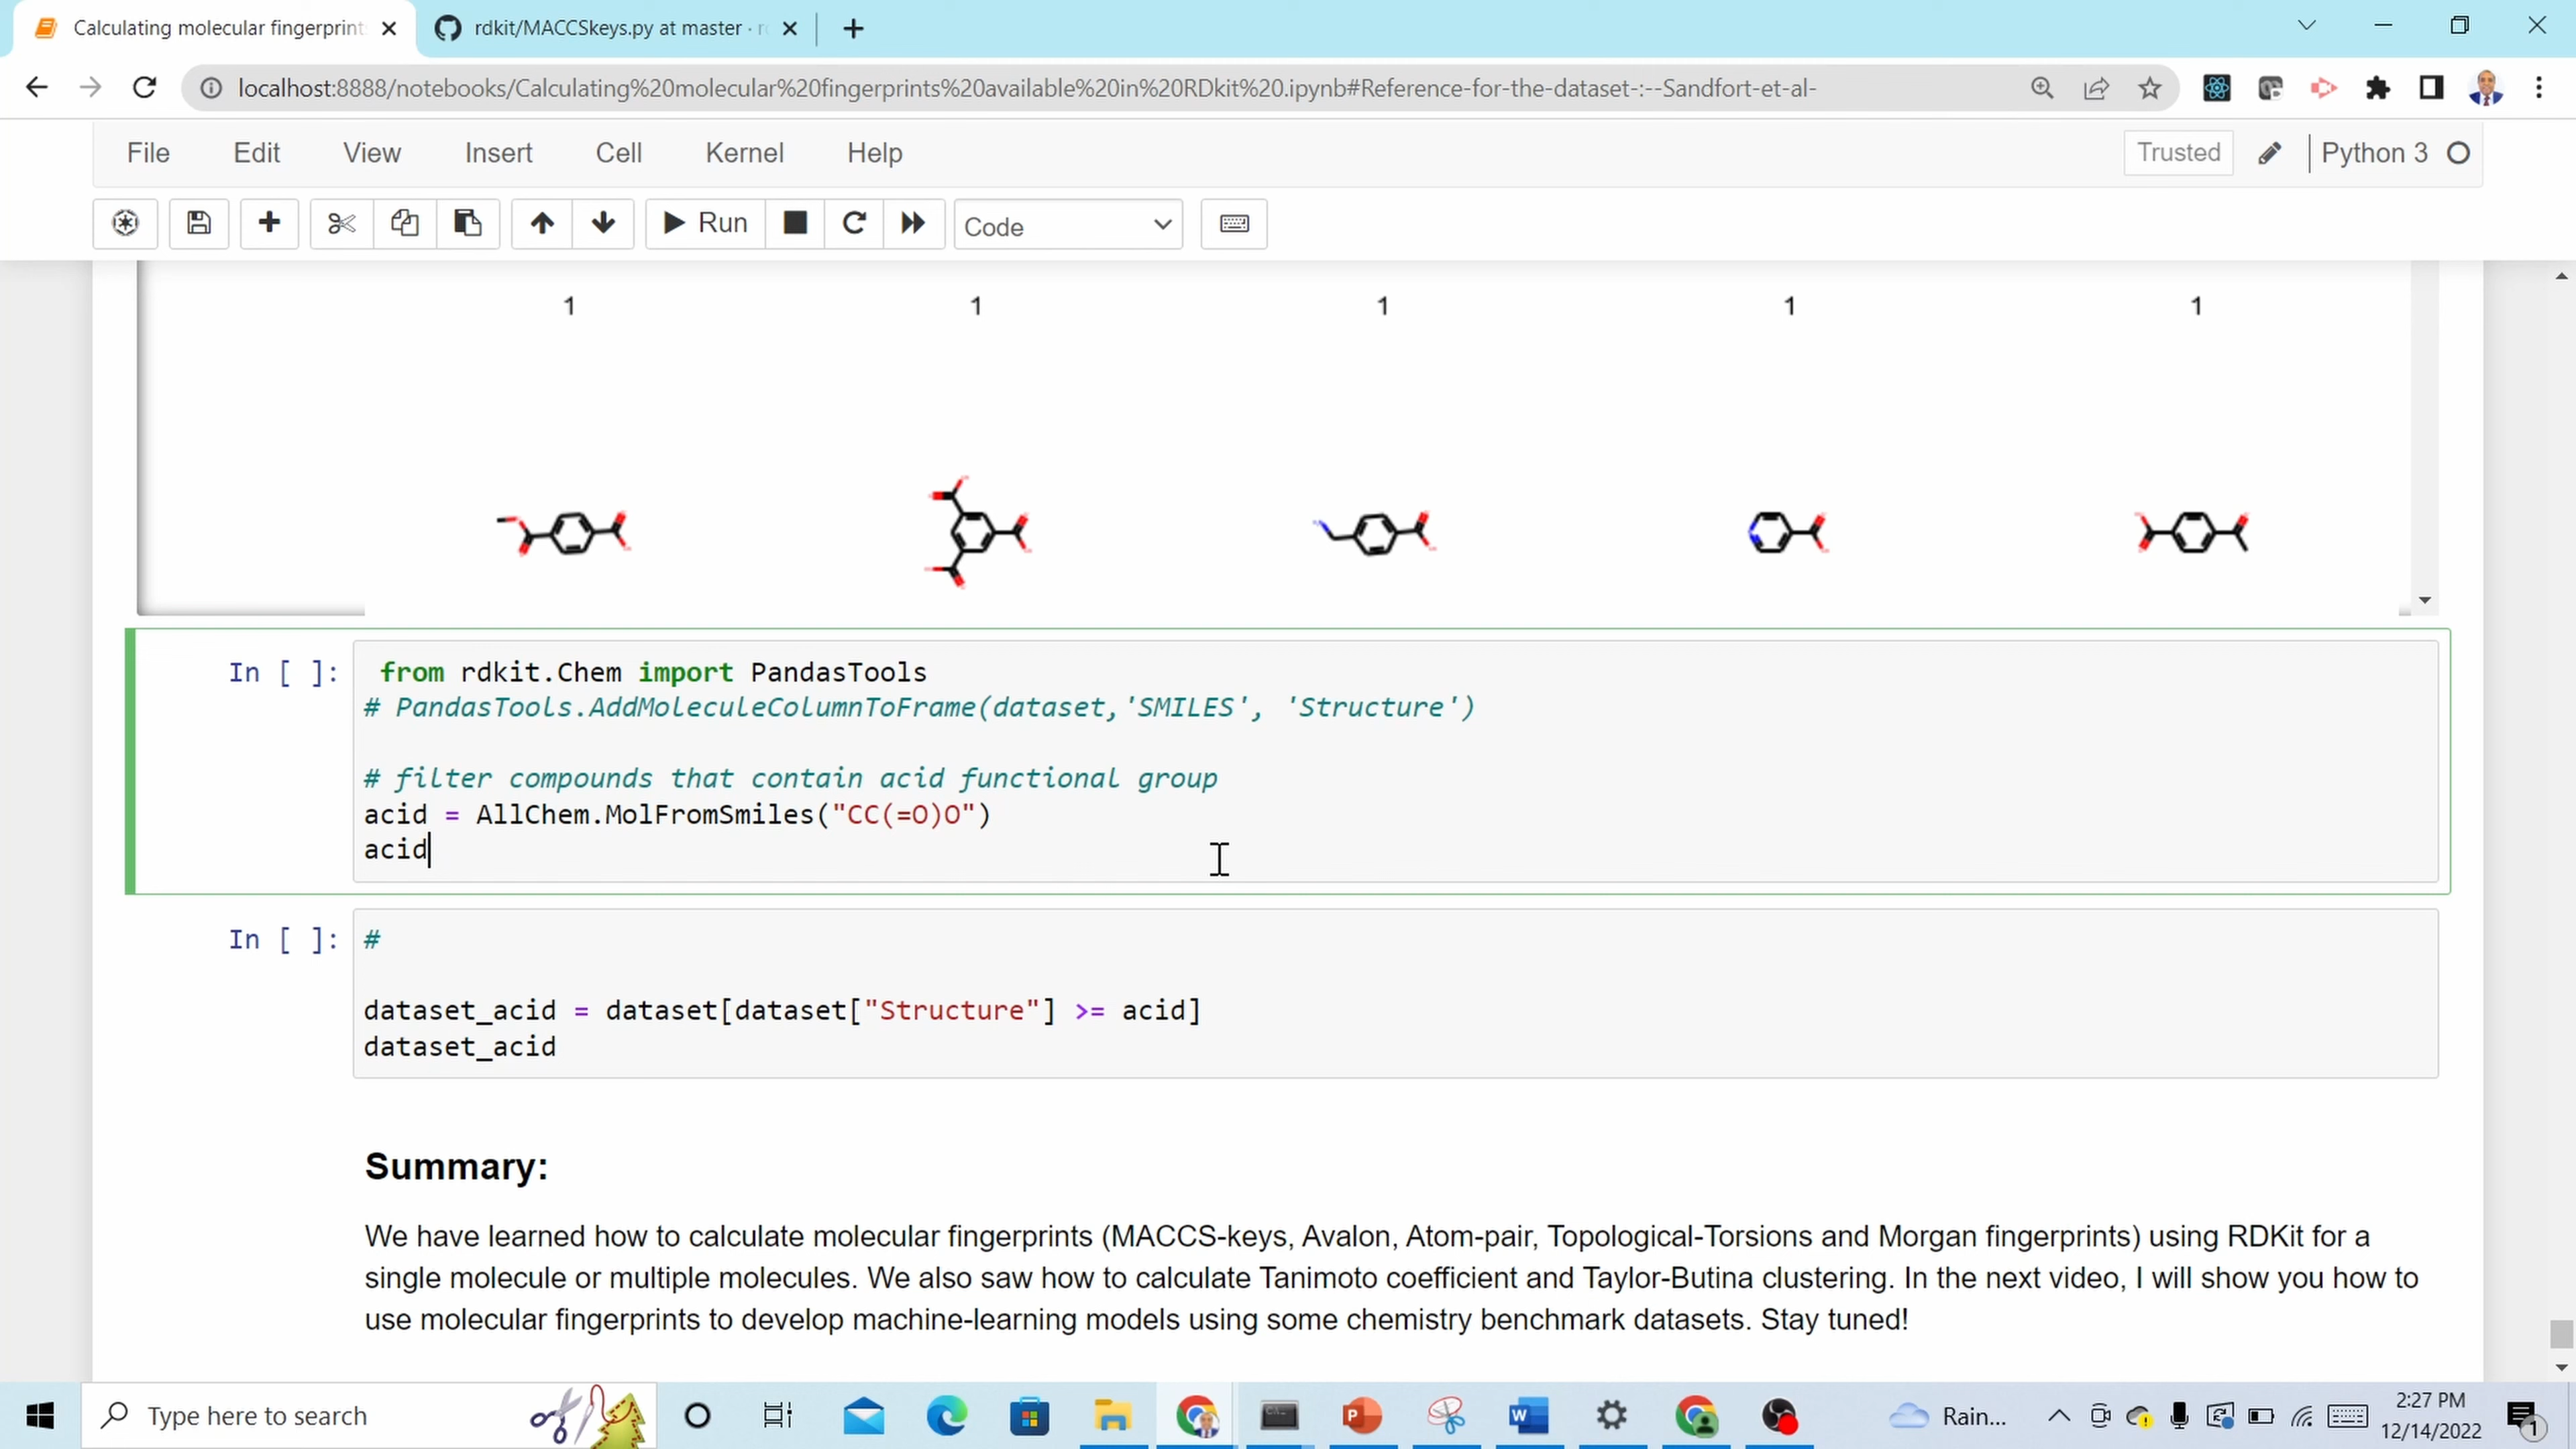 Calculating molecular fingerprint
rdkit/MACCSkeys.py at master · r
localhost:8888/notebooks/Calculating%20molecular%20fingerprints%20available%20in%20RDkit%20.ipynb#Reference-for-the-dataset-:--Sandfort-et-al-
File Edit View Insert Cell Kernel Help Trusted Python 3
Run Code
1 1 1 1 1
In [ ]: from rdkit.Chem import PandasTools
# PandasTools.AddMoleculeColumnToFrame(dataset,'SMILES', 'Structure')
# filter compounds that contain acid functional group
acid = AllChem.MolFromSmiles("CC(=O)O")
acid
In [ ]: #
dataset_acid = dataset[dataset["Structure"] >= acid]
dataset_acid
Summary:
We have learned how to calculate molecular fingerprints (MACCS-keys, Avalon, Atom-pair, Topological-Torsions and Morgan fingerprints) using RDKit for a
single molecule or multiple molecules. We also saw how to calculate Tanimoto coefficient and Taylor-Butina clustering. In the next video, I will show you how to
use molecular fingerprints to develop machine-learning models using some chemistry benchmark datasets. Stay tuned!
Type here to search
Rain...
2:27 PM
12/14/2022
1